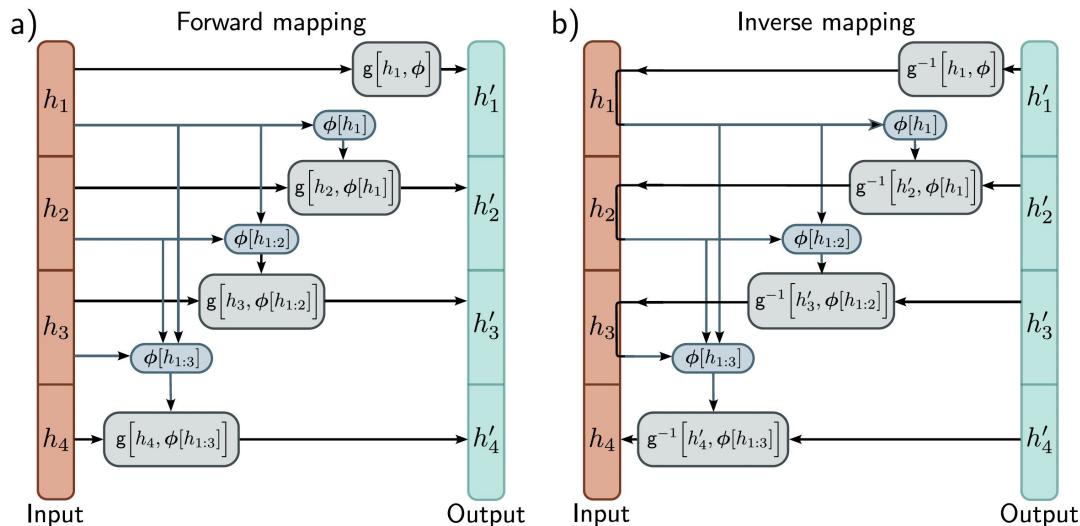 a) Forward mapping
h₁
g[h₁, ϕ]
h′₁
ϕ[h₁]
h₂
g[h₂, ϕ[h₁]]
h′₂
ϕ[h₁:₂]
h₃
g[h₃, ϕ[h₁:₂]]
h′₃
ϕ[h₁:₃]
h₄
g[h₄, ϕ[h₁:₃]]
h′₄
Input
Output
b) Inverse mapping
h₁
g⁻¹[h₁, ϕ]
h′₁
ϕ[h₁]
h₂
g⁻¹[h′₂, ϕ[h₁]]
h′₂
ϕ[h₁:₂]
h₃
g⁻¹[h′₃, ϕ[h₁:₂]]
h′₃
ϕ[h₁:₃]
h₄
g⁻¹[h′₄, ϕ[h₁:₃]]
h′₄
Input
Output